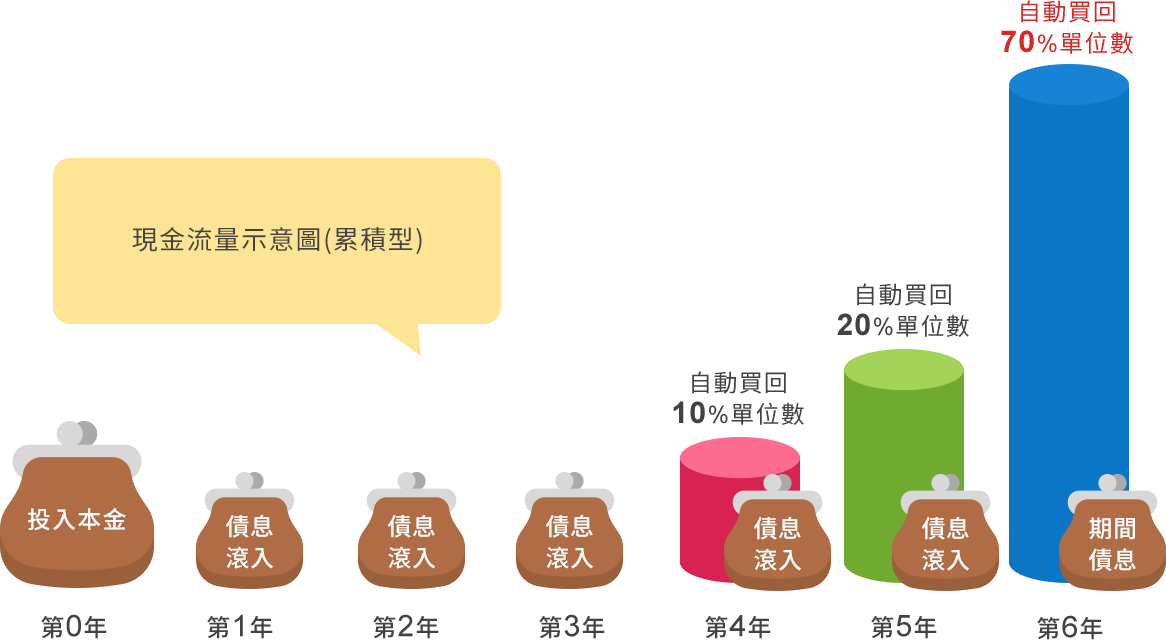 自動買回
70%單位數
現金流量示意圖(累積型)
自動買回
20%單位數
自動買回
10%單位數
投入本金
債息
滾入
債息
滾入
債息
滾入
債息
滾入
債息
滾入
期間
債息
第0年
第1年
第2年
第3年
第4年
第5年
第6年